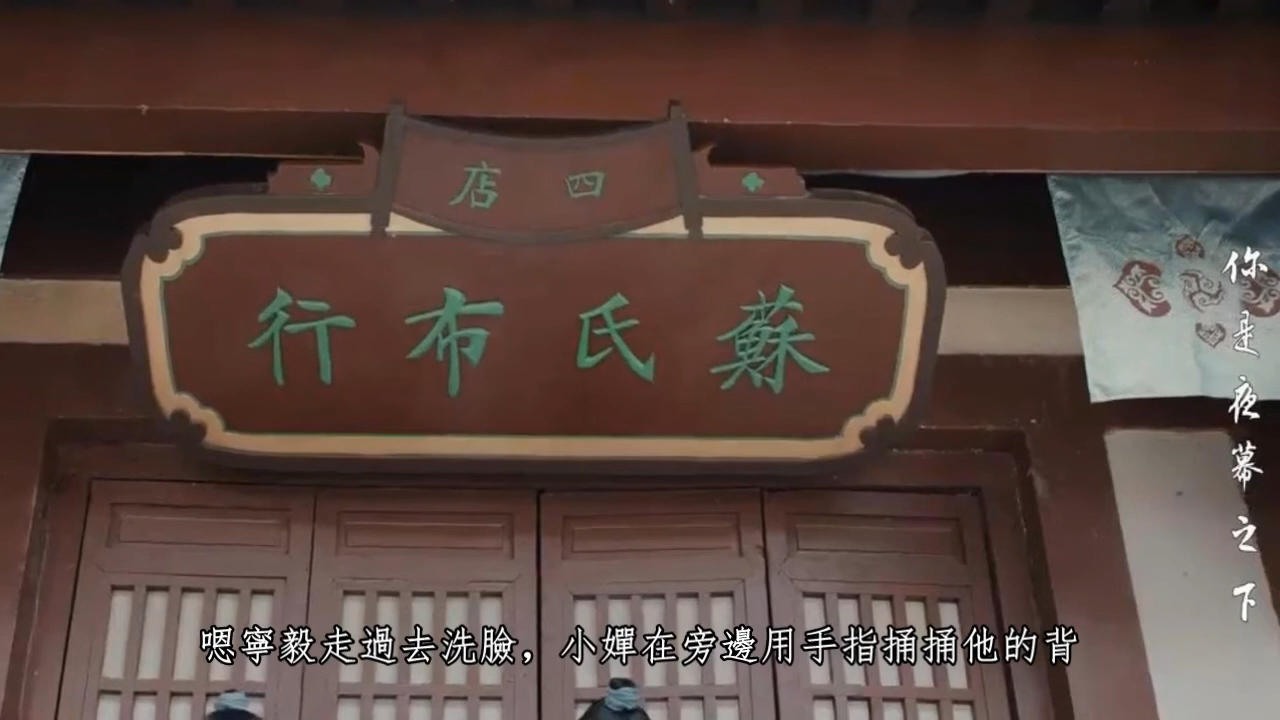 四店
蘇氏布行
你是夜幕之下
嗯寧毅走過去洗臉，小嬋在旁邊用手指捅捅他的背